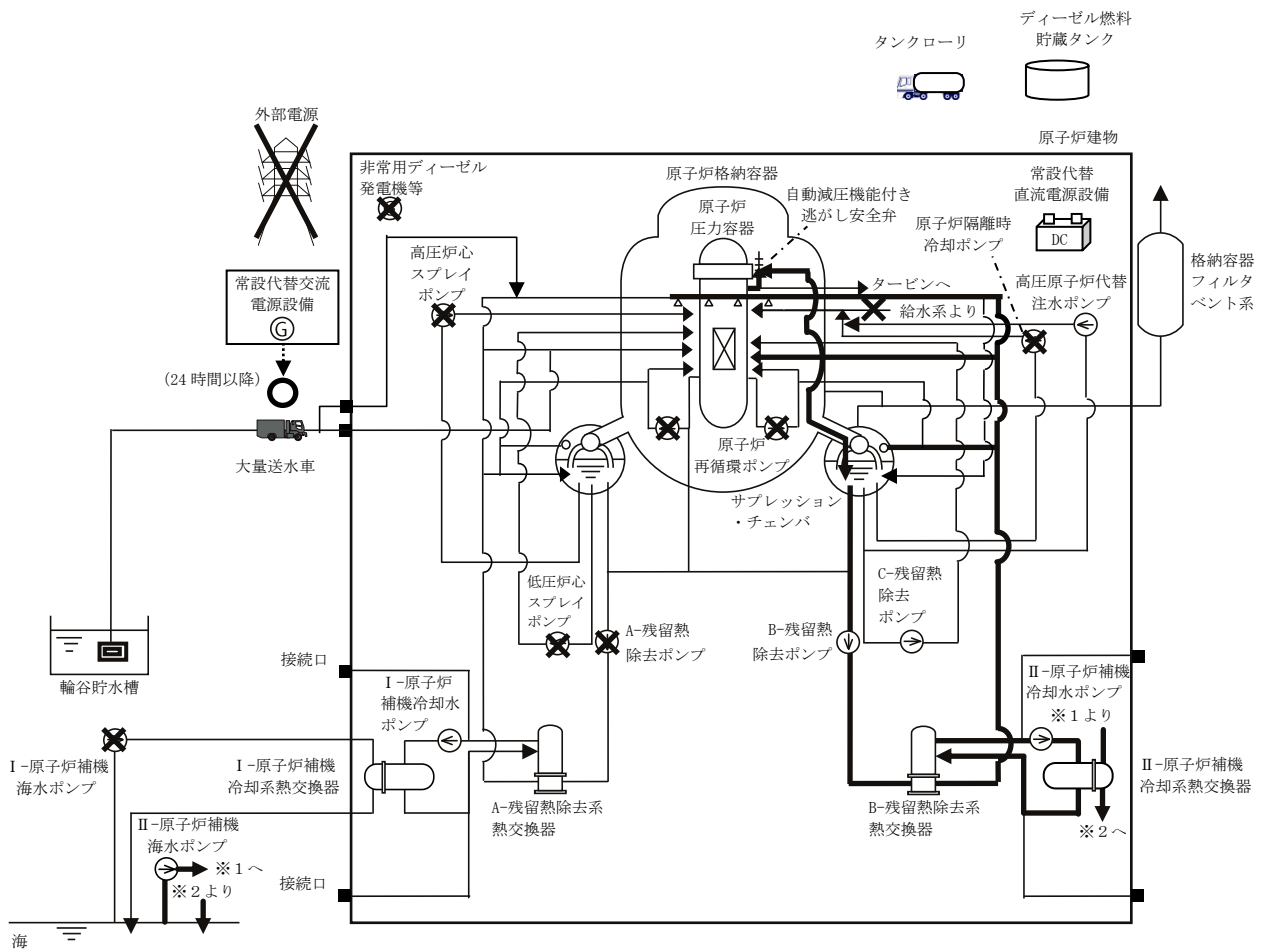 ディーゼル燃料
貯蔵タンク
タンクローリ
外部電源
原子炉建物
非常用ディーゼル
発電機等
原子炉格納容器
常設代替
直流電源設備
DC
自動減圧機能付き
逃がし安全弁
原子炉
圧力容器
原子炉隔離時
冷却ポンプ
高圧炉心
スプレイ
ポンプ
常設代替交流
電源設備
G
タービンへ
高圧原子炉代替
注水ポンプ
格納容器
フィルタ
ベント系
給水系より
(24時間以降)
大量送水車
原子炉
再循環ポンプ
サプレッション
・チェンバ
低圧炉心
スプレイ
ポンプ
C-残留熱
除去
ポンプ
A-残留熱
除去ポンプ
B-残留熱
除去ポンプ
輪谷貯水槽
接続口
Ⅰ-原子炉
補機冷却水
ポンプ
Ⅱ-原子炉補機
冷却水ポンプ
※1より
Ⅰ-原子炉補機
海水ポンプ
Ⅰ-原子炉補機
冷却系熱交換器
Ⅱ-原子炉補機
冷却系熱交換器
A-残留熱除去系
熱交換器
B-残留熱除去系
熱交換器
※2へ
Ⅱ-原子炉補機
海水ポンプ
※1へ
※2より
接続口
海